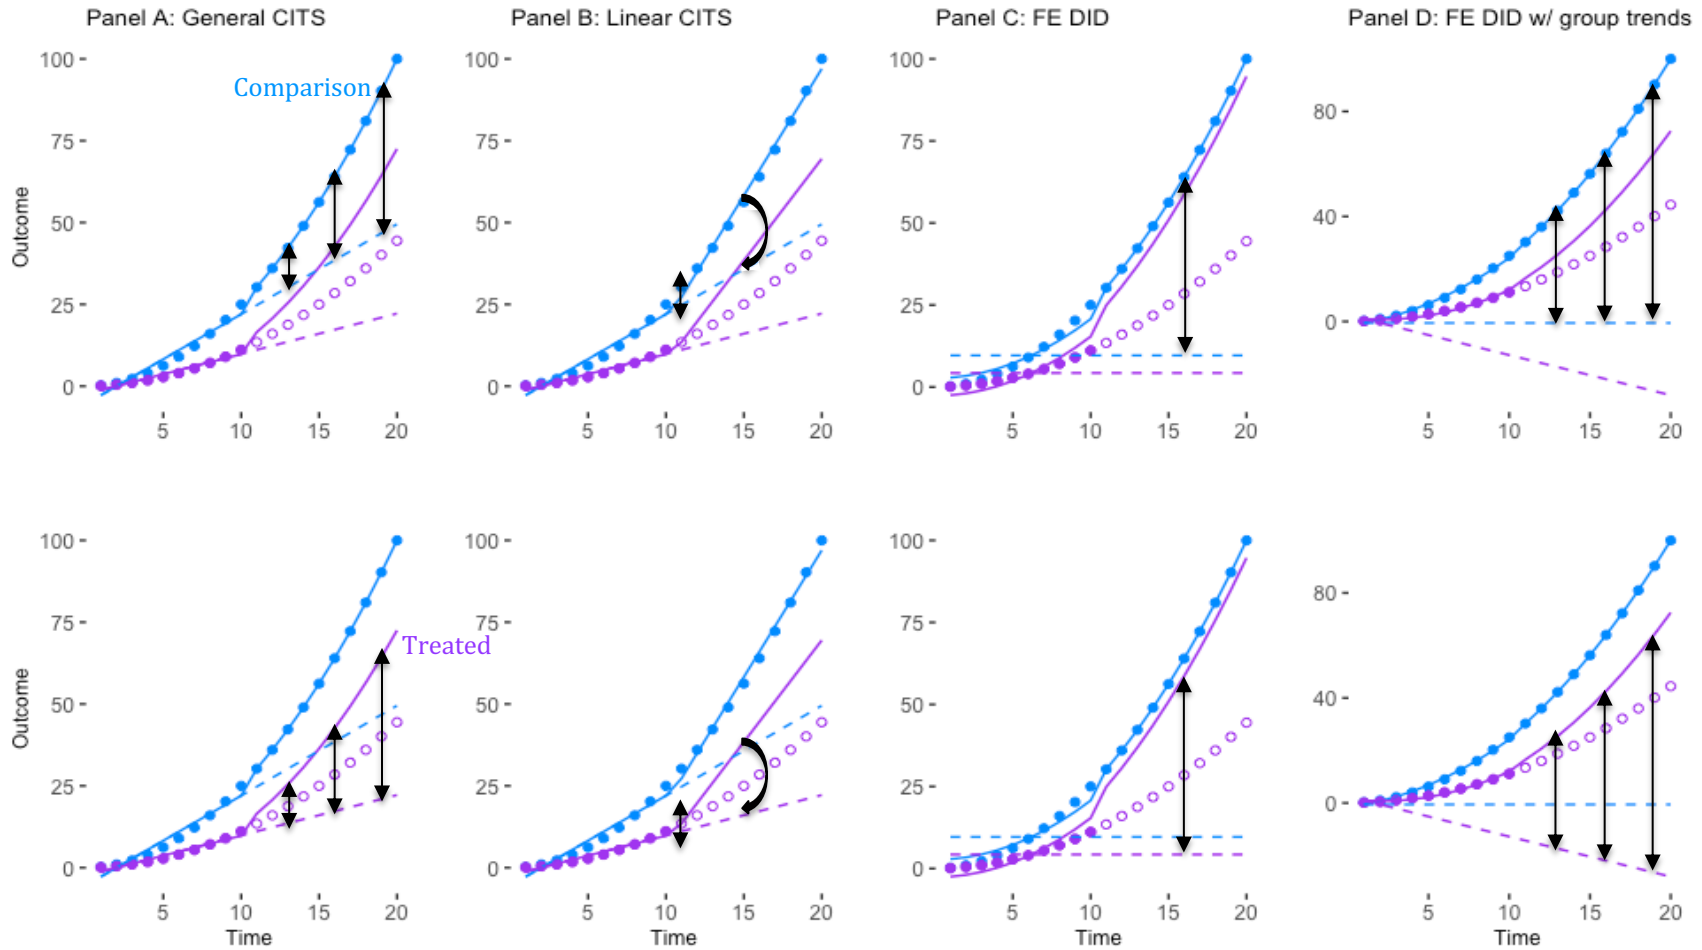 Panel A: General CITS
Panel B: Linear CITS
Panel C: FE DID
Panel D: FE DID w/ group trends
Outcome
100
75
50
25
0
Comparison
5 10 15 20
100
75
50
25
0
5 10 15 20
100
75
50
25
0
5 10 15 20
80
40
0
5 10 15 20
Outcome
100
75
50
25
0
Treated
5 10 15 20
Time
100
75
50
25
0
5 10 15 20
Time
100
75
50
25
0
5 10 15 20
Time
80
40
0
5 10 15 20
Time